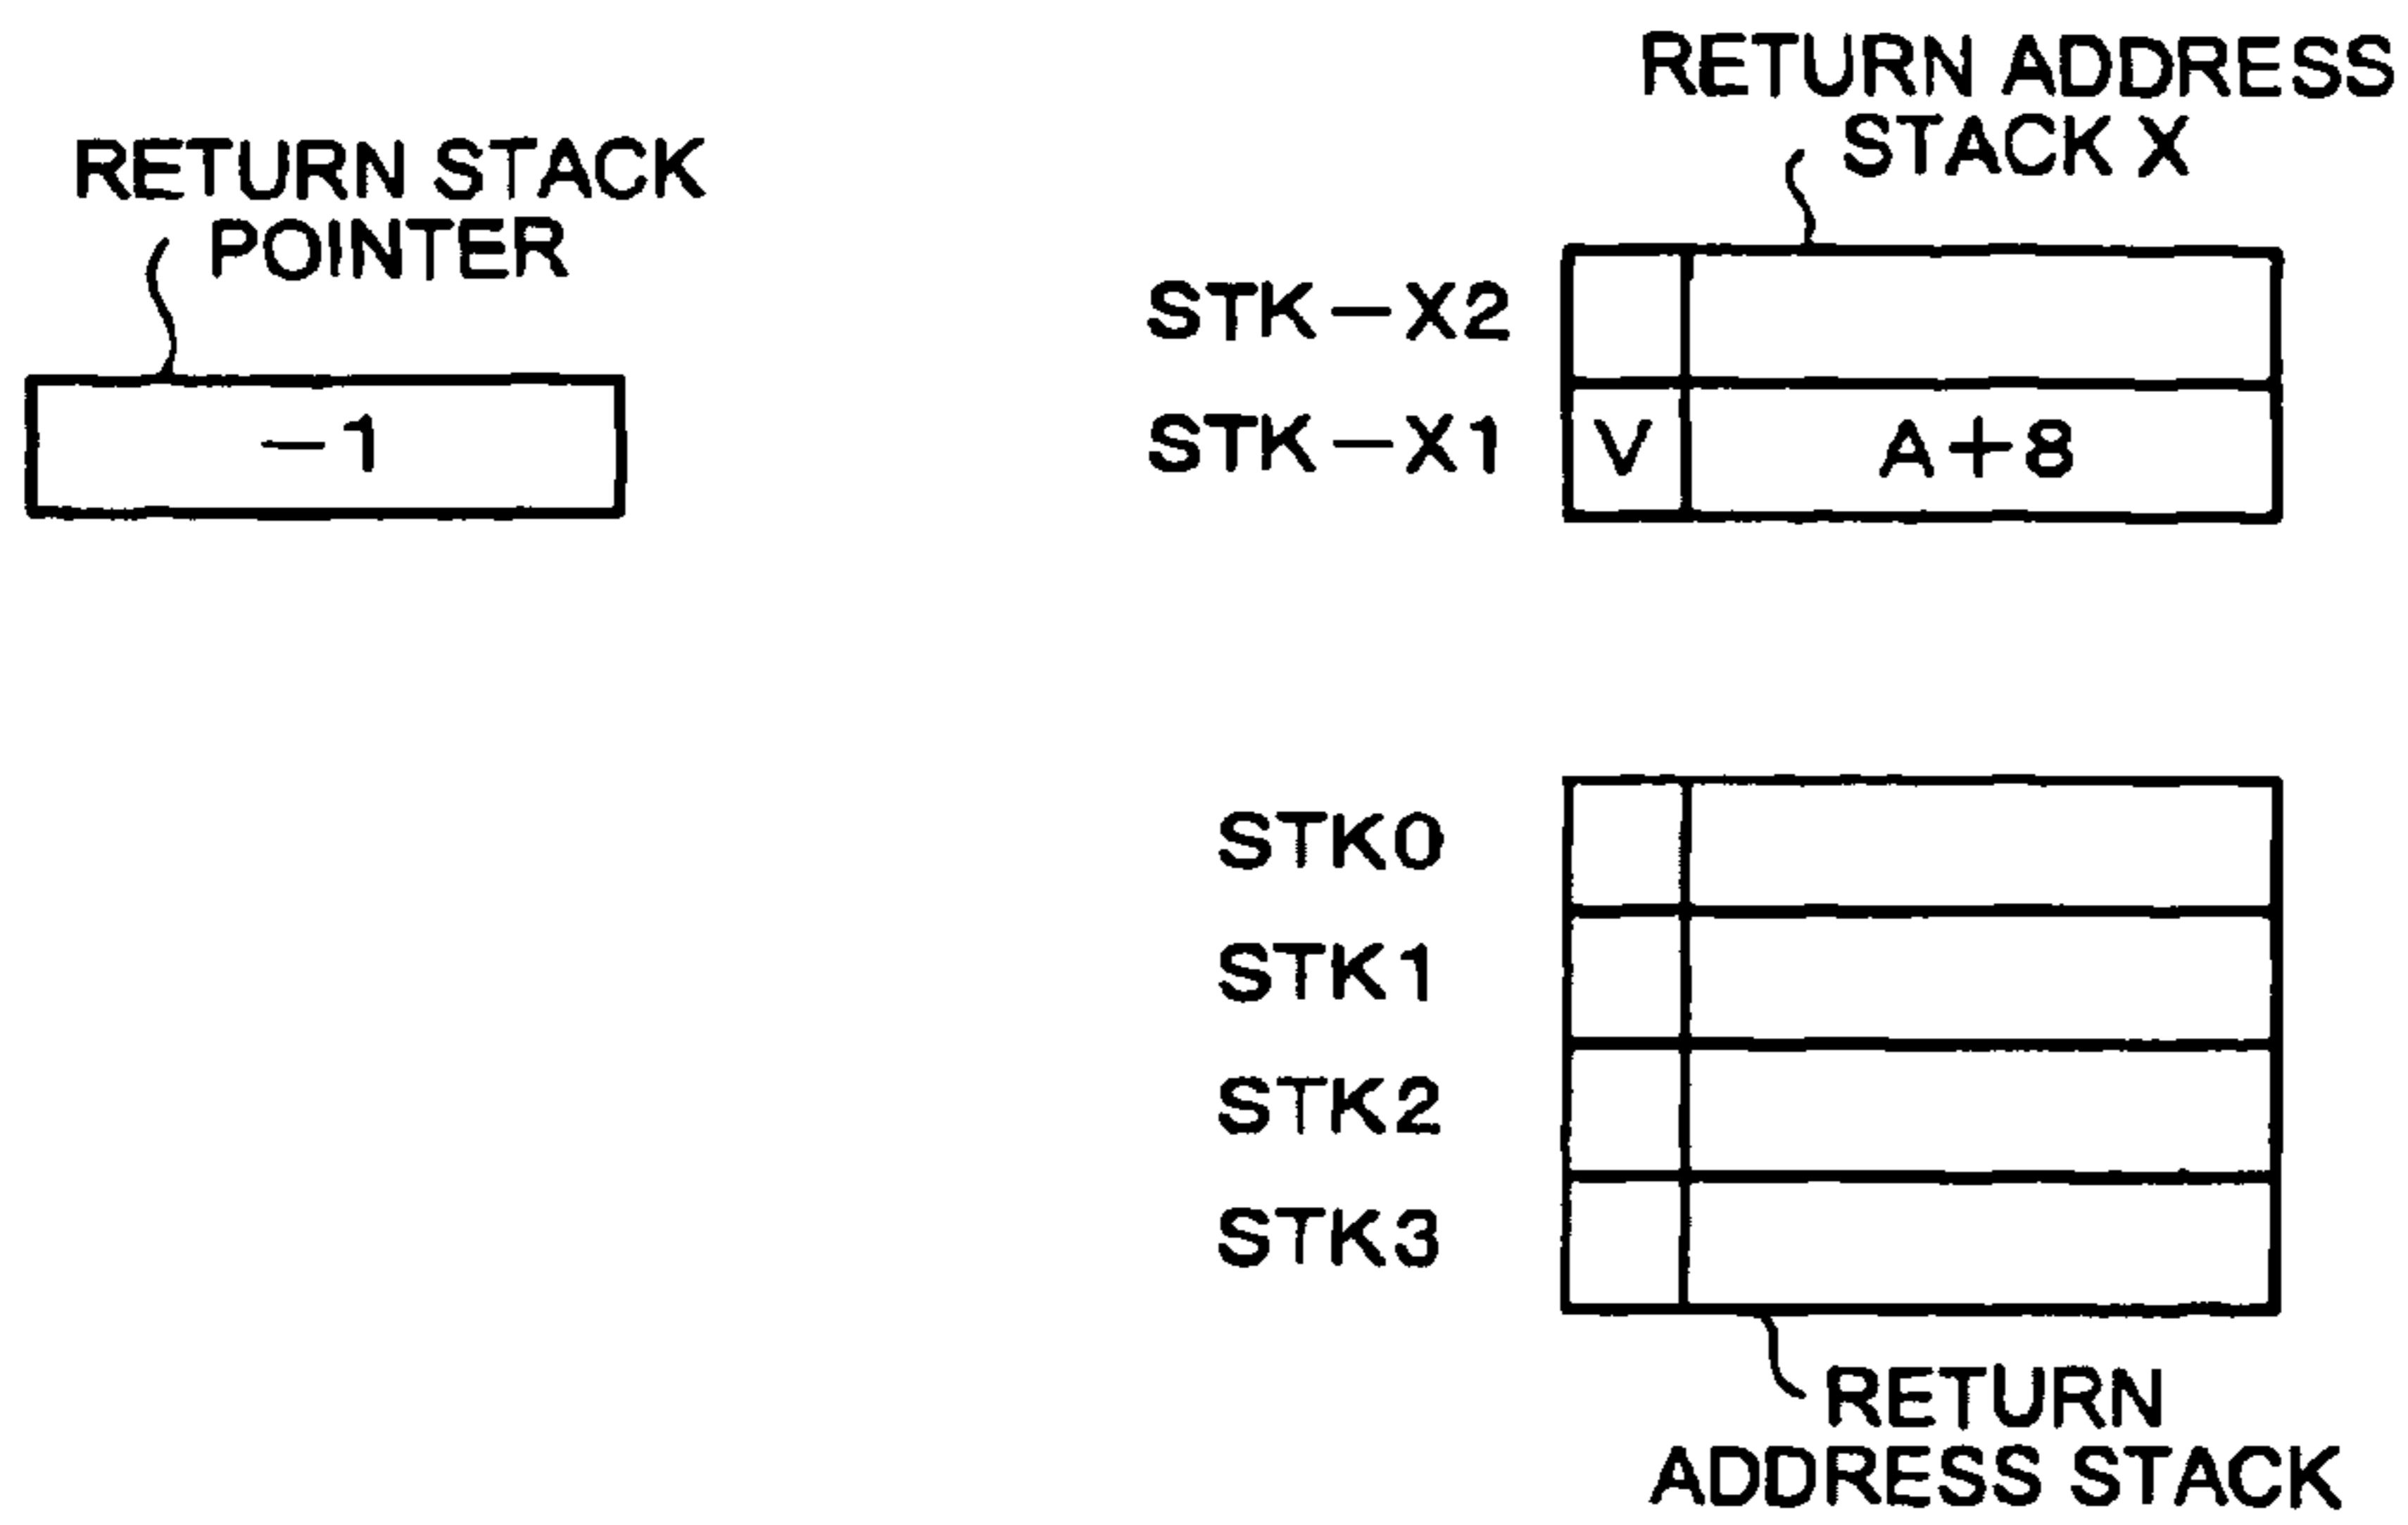 RETURN STACK
POINTER
-1
RETURN ADDRESS
STACK X
STK-X2
STK-X1 V A+8
STK0
STK1
STK2
STK3
RETURN
ADDRESS STACK